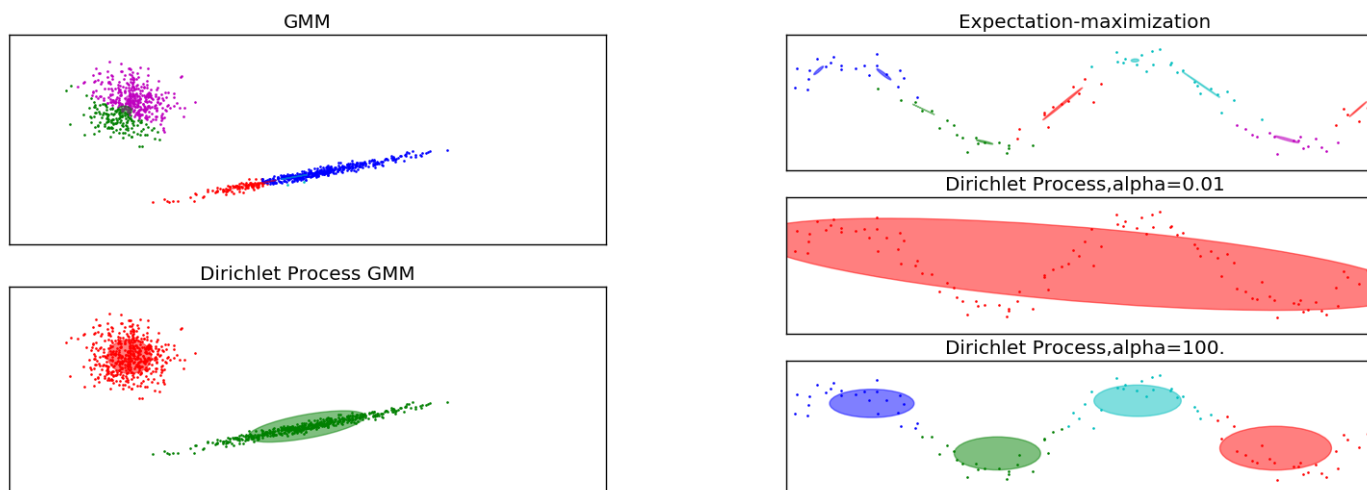 GMM
Dirichlet Process GMM
Expectation-maximization
Dirichlet Process,alpha=0.01
Dirichlet Process,alpha=100.